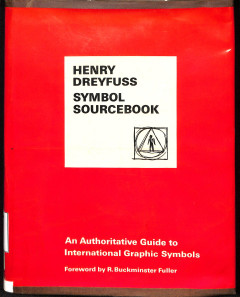 HENRY
DREYFUSS
SYMBOL
SOURCEBOOK
An Authoritative Guide to
International Graphic Symbols
Foreword by R. Buckminster Fuller